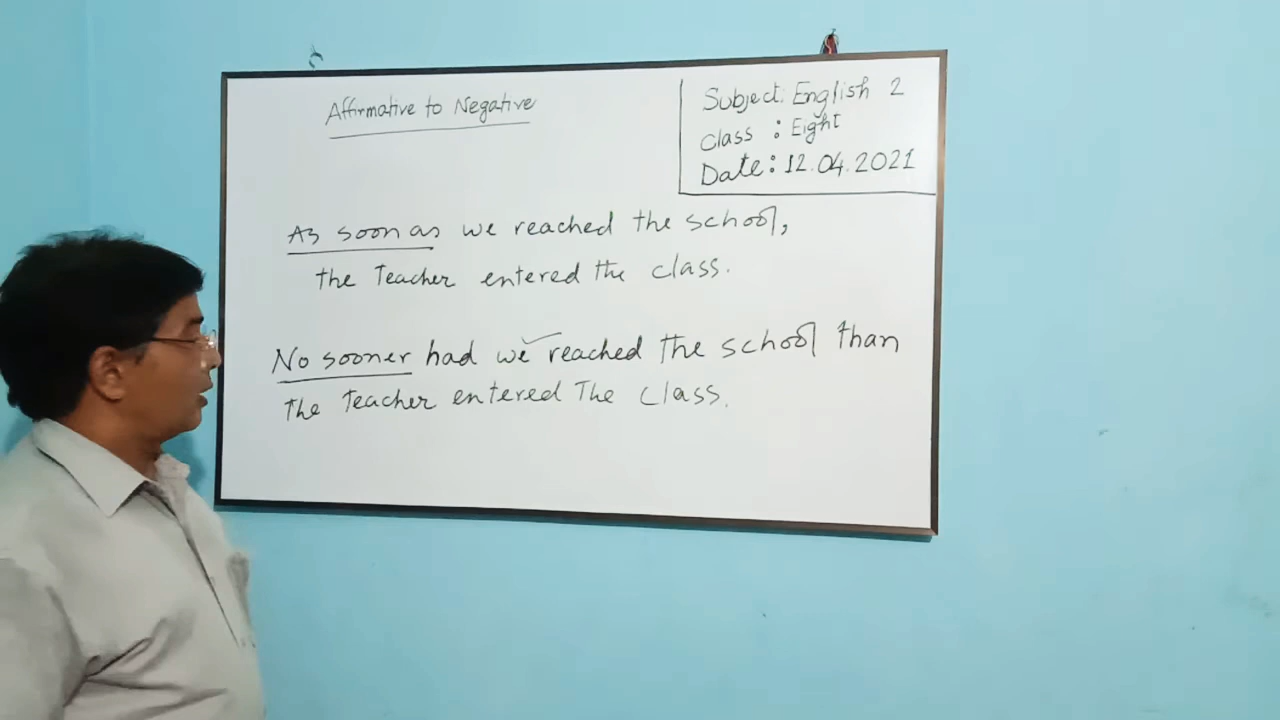 Affirmative to Negative
Subject: English 2
Class : Eight
Date: 12.04.2021
As soon as we reached the school,
the Teacher entered the class.
No sooner had we reached the school than
the teacher entered The class.